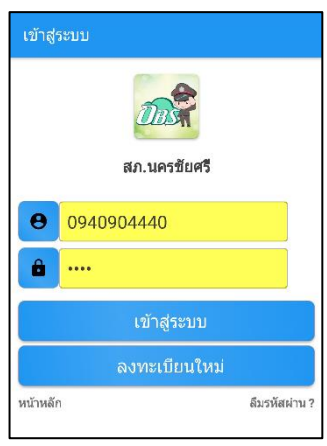 เข้าสู่ระบบ
OBS
สภ.นครชัยศรี
0940904440
••••
เข้าสู่ระบบ
ลงทะเบียนใหม่
หน้าหลัก ลืมรหัสผ่าน ?